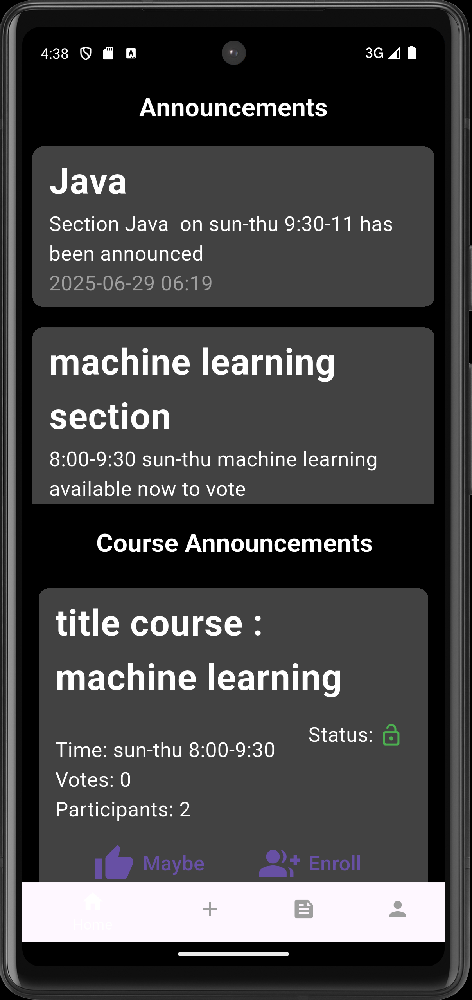 4:38
A
3G
Announcements
Java
Section Java  on sun-thu 9:30-11 has
been announced
2025-06-29 06:19
machine learning
section
8:00-9:30 sun-thu machine learning
available now to vote
Course Announcements
title course :
machine learning
Status:
Time: sun-thu 8:00-9:30
Votes: 0
Participants: 2
Maybe
Enroll
Home